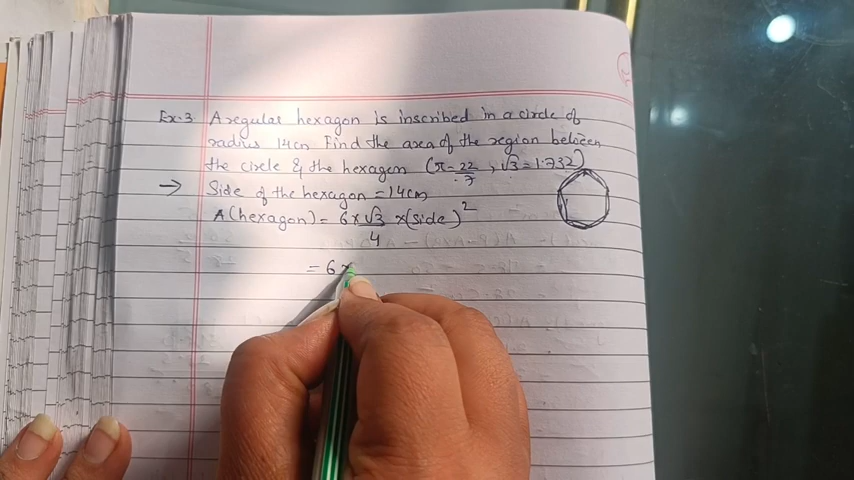 Ex.3 A regular hexagon is inscribed in a circle of
radius 14cm Find the area of the region between
the circle & the hexagon (π=22/7, √3=1.732)
→ Side of the hexagon = 14cm
A(hexagon) = 6×√3/4 ×(side)²
= 6×